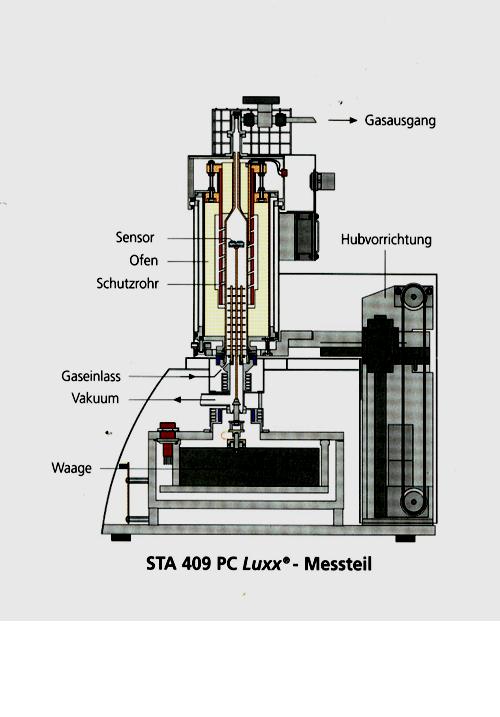 Gasausgang
Sensor
Hubvorrichtung
Ofen
Schutzrohr
Gaseinlass
Vakuum
Waage
STA 409 PC Luxx® - Messteil